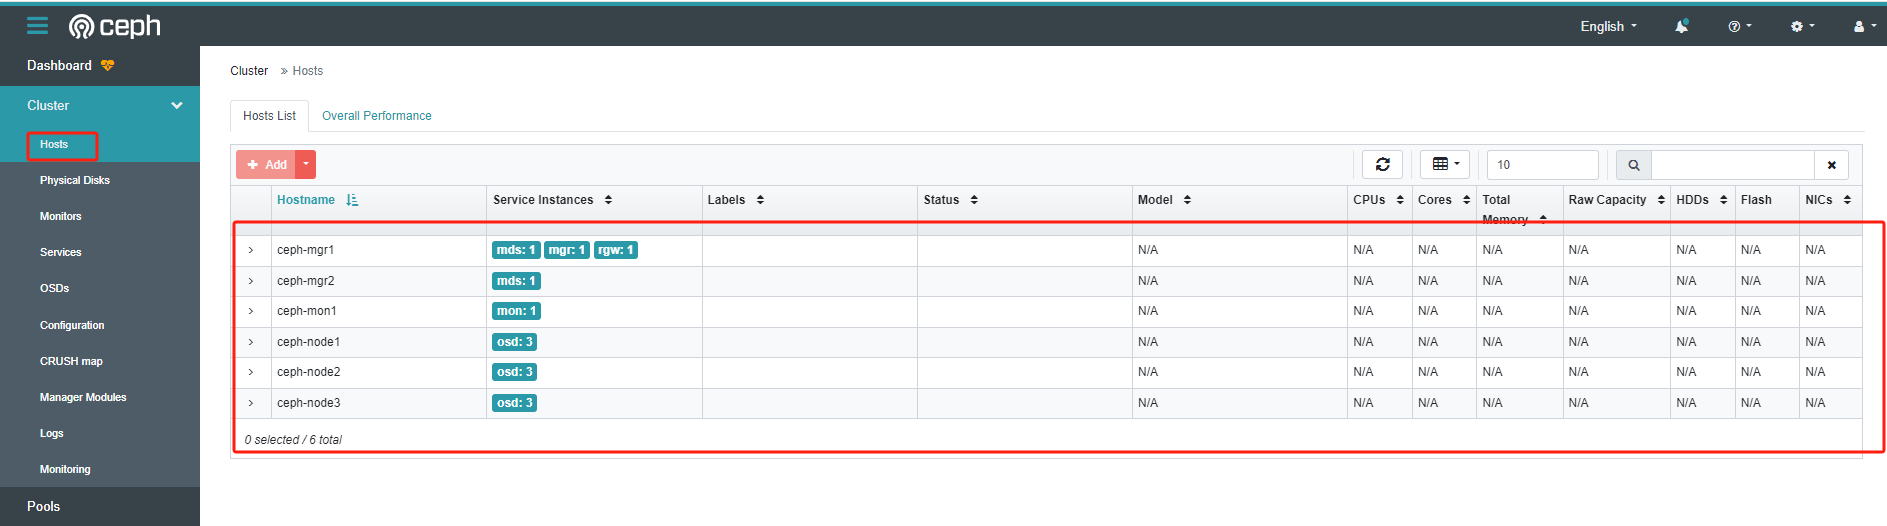 ceph
English
Dashboard
Cluster
Hosts
Physical Disks
Monitors
Services
OSDs
Configuration
CRUSH map
Manager Modules
Logs
Monitoring
Pools
Cluster » Hosts
Hosts List Overall Performance
+ Add
10
Hostname Service Instances Labels Status Model CPUs Cores Total Memory Raw Capacity HDDs Flash NICs
ceph-mgr1 mds: 1 mgr: 1 rgw: 1 N/A N/A N/A N/A N/A N/A N/A N/A
ceph-mgr2 mds: 1 N/A N/A N/A N/A N/A N/A N/A N/A
ceph-mon1 mon: 1 N/A N/A N/A N/A N/A N/A N/A N/A
ceph-node1 osd: 3 N/A N/A N/A N/A N/A N/A N/A N/A
ceph-node2 osd: 3 N/A N/A N/A N/A N/A N/A N/A N/A
ceph-node3 osd: 3 N/A N/A N/A N/A N/A N/A N/A N/A
0 selected / 6 total